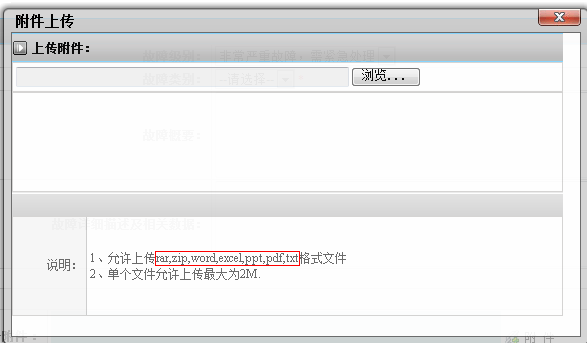 附件上传
上传附件：
浏览...
说明：
1、允许上传rar,zip,word,excel,ppt,pdf,txt格式文件
2、单个文件允许上传最大为2M.
附件